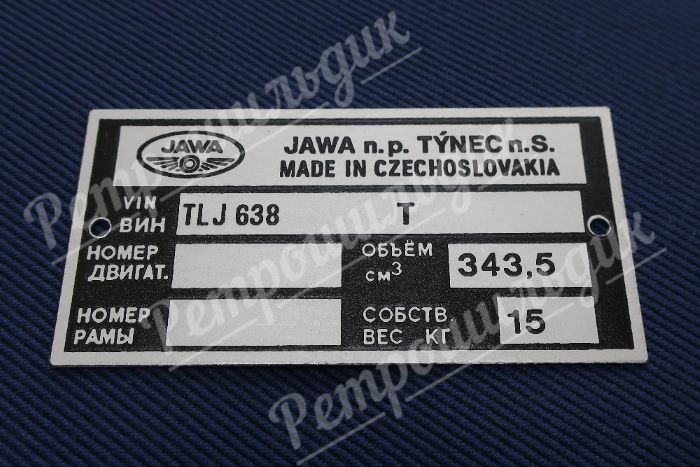 JAWA
JAWA n.p. TÝNEC n.S.
MADE IN CZECHOSLOVAKIA
VIN
ВИН
TLJ 638 T
НОМЕР
ДВИГАТ.
ОБЪЁМ
см³
343,5
НОМЕР
РАМЫ
СОБСТВ.
ВЕС КГ
15
Ретрошильдик
Ретрошильдик
Ретрошильдик
Ретрошильдик